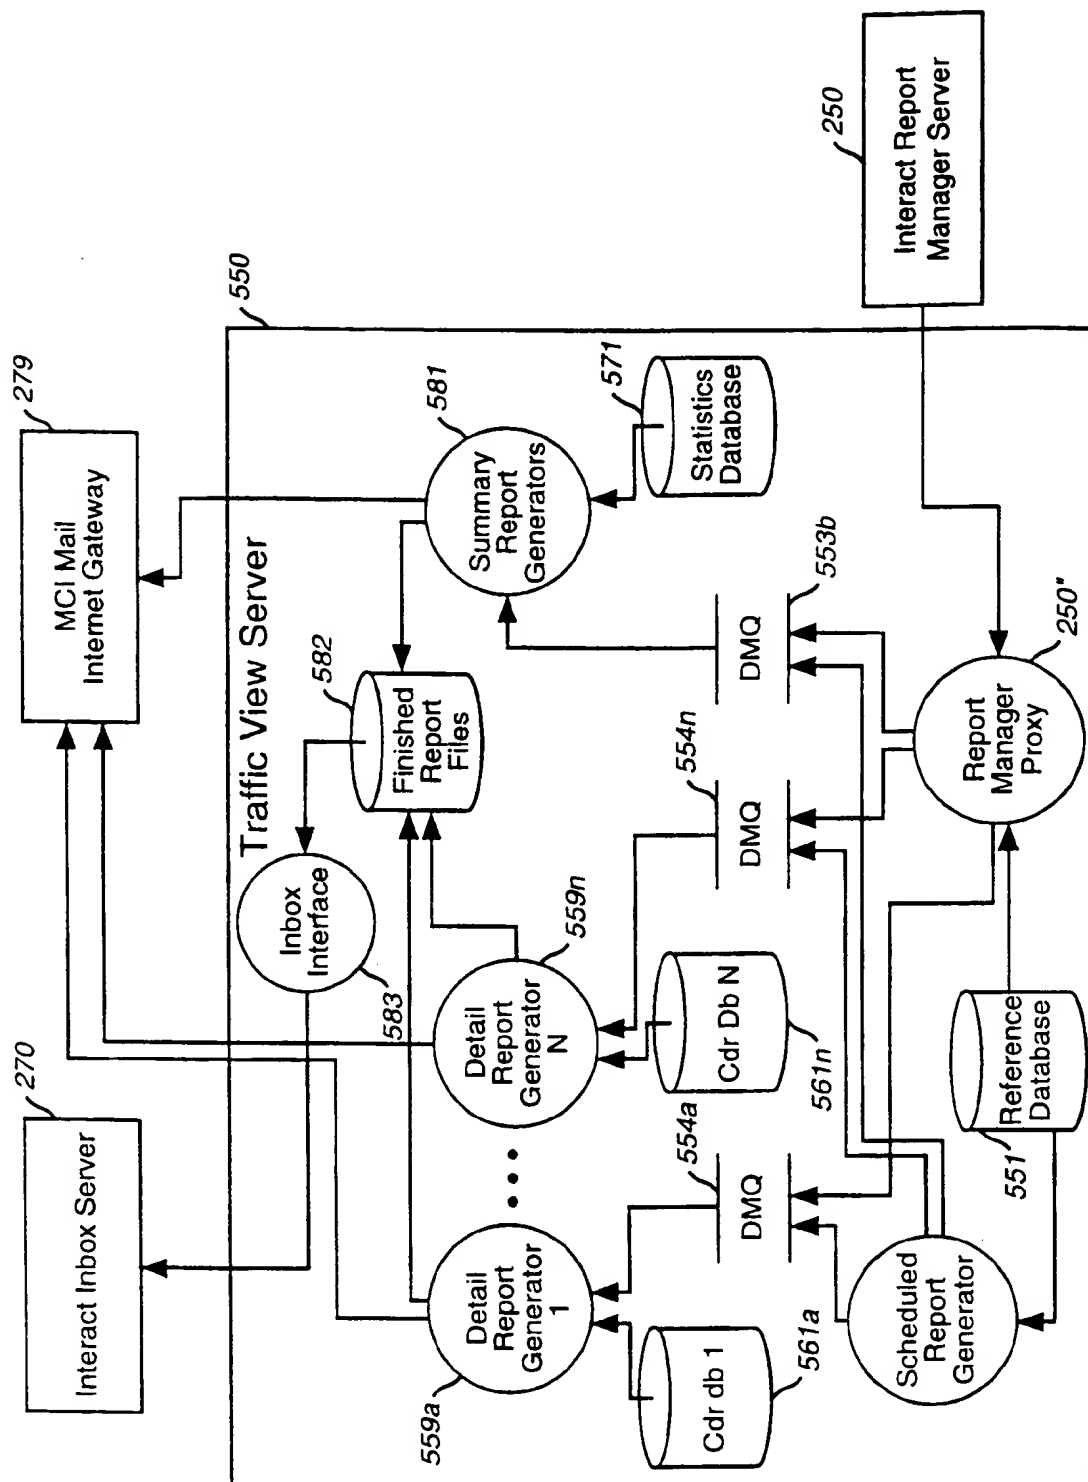 270
Interact Inbox Server
279
MCI Mail
Internet Gateway
550
Traffic View Server
Inbox
Interface
583
582
Finished
Report
Files
581
Summary
Report
Generators
559a
Detail
Report
Generator
1
Detail
Report
Generator
N
559n
571
Statistics
Database
Cdr db 1
561a
554a
DMQ
Cdr Db N
561n
554n
DMQ
553b
DMQ
250
Interact Report
Manager Server
Scheduled
Report
Generator
551
Reference
Database
Report
Manager
Proxy
250"